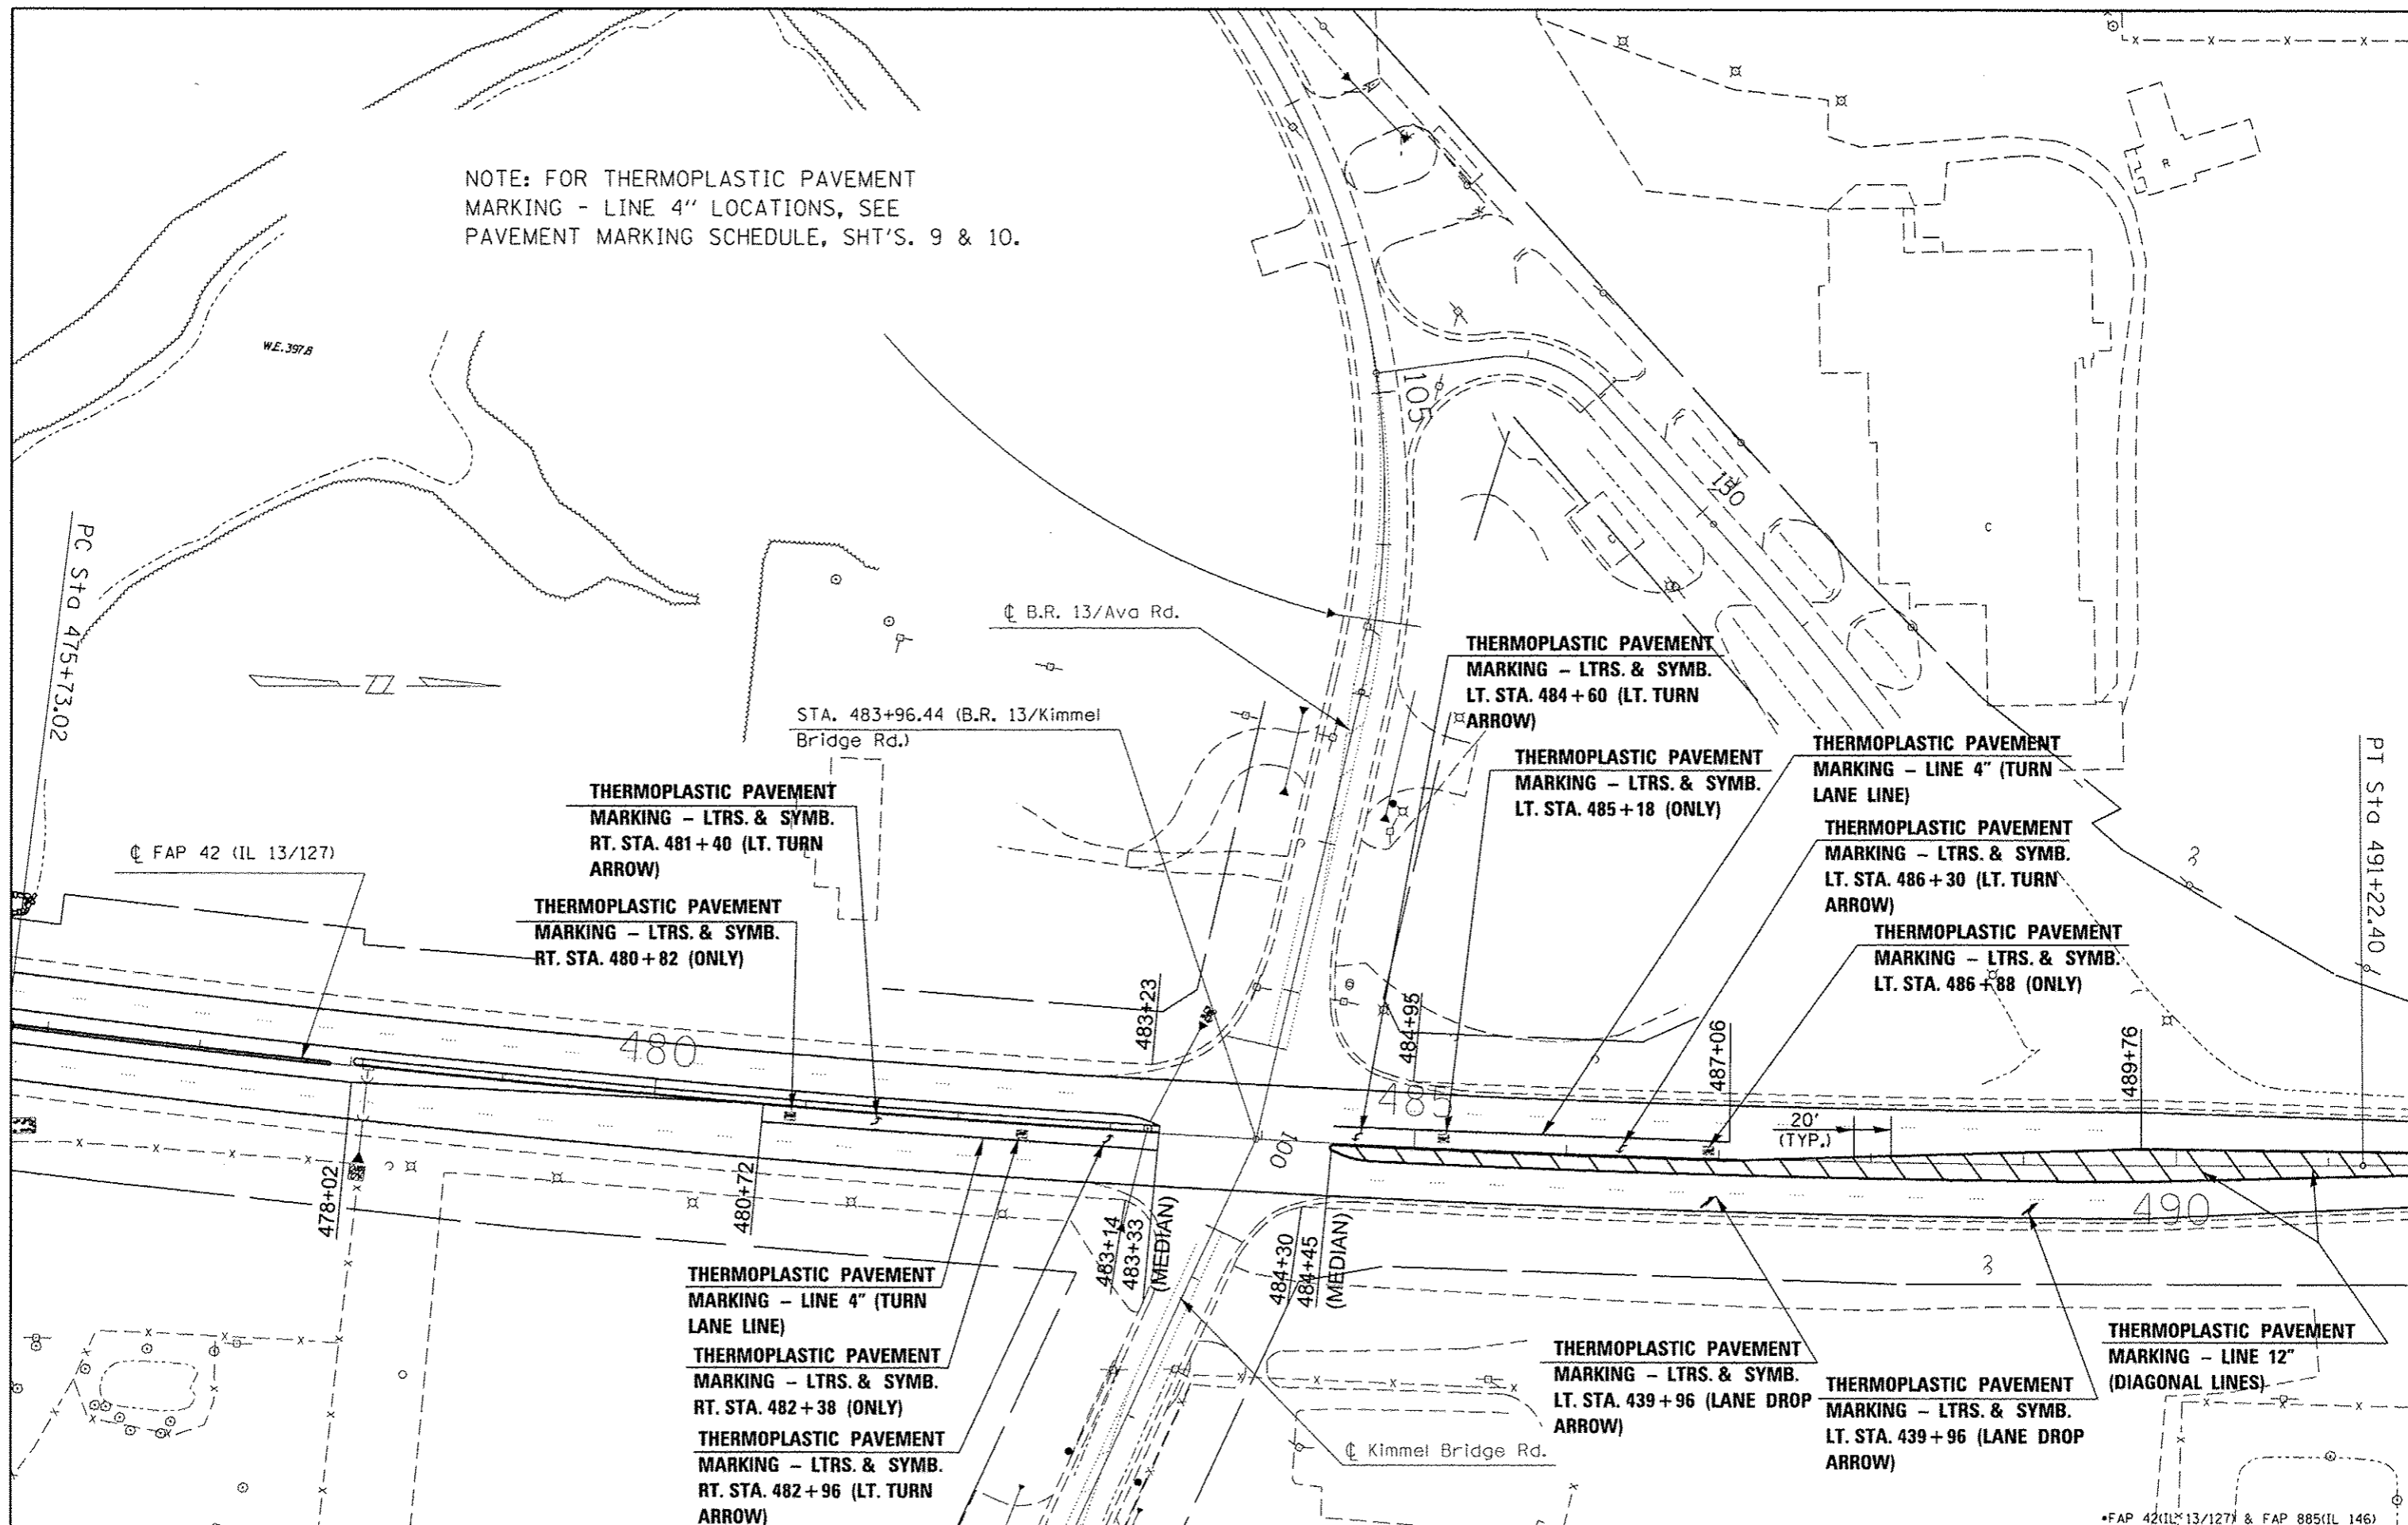 NOTE: FOR THERMOPLASTIC PAVEMENT
MARKING - LINE 4" LOCATIONS, SEE
PAVEMENT MARKING SCHEDULE, SHT'S. 9 & 10.
W.E. 397.8
R
C
105
150
PC Sta 475+73.02
℄ B.R. 13/Ava Rd.
STA. 483+96.44 (B.R. 13/Kimmel
Bridge Rd.)
THERMOPLASTIC PAVEMENT
MARKING - LTRS. & SYMB.
LT. STA. 484+60 (LT. TURN
ARROW)
THERMOPLASTIC PAVEMENT
MARKING - LTRS. & SYMB.
LT. STA. 485+18 (ONLY)
THERMOPLASTIC PAVEMENT
MARKING - LINE 4" (TURN
LANE LINE)
THERMOPLASTIC PAVEMENT
MARKING - LTRS. & SYMB.
LT. STA. 486+30 (LT. TURN
ARROW)
THERMOPLASTIC PAVEMENT
MARKING - LTRS. & SYMB.
LT. STA. 486+88 (ONLY)
PT Sta 491+22.40
℄ FAP 42 (IL 13/127)
THERMOPLASTIC PAVEMENT
MARKING - LTRS. & SYMB.
RT. STA. 481+40 (LT. TURN
ARROW)
THERMOPLASTIC PAVEMENT
MARKING - LTRS. & SYMB.
RT. STA. 480+82 (ONLY)
483+23
484+95
487+06
489+76
480
485
490
100
20'
(TYP.)
478+02
480+72
483+14
483+33
(MEDIAN)
484+30
484+45
(MEDIAN)
THERMOPLASTIC PAVEMENT
MARKING - LINE 4" (TURN
LANE LINE)
THERMOPLASTIC PAVEMENT
MARKING - LTRS. & SYMB.
RT. STA. 482+38 (ONLY)
THERMOPLASTIC PAVEMENT
MARKING - LTRS. & SYMB.
RT. STA. 482+96 (LT. TURN
ARROW)
℄ Kimmel Bridge Rd.
THERMOPLASTIC PAVEMENT
MARKING - LTRS. & SYMB.
LT. STA. 439+96 (LANE DROP
ARROW)
THERMOPLASTIC PAVEMENT
MARKING - LTRS. & SYMB.
LT. STA. 439+96 (LANE DROP
ARROW)
THERMOPLASTIC PAVEMENT
MARKING - LINE 12"
(DIAGONAL LINES)
•FAP 42(IL 13/127) & FAP 885(IL 146)